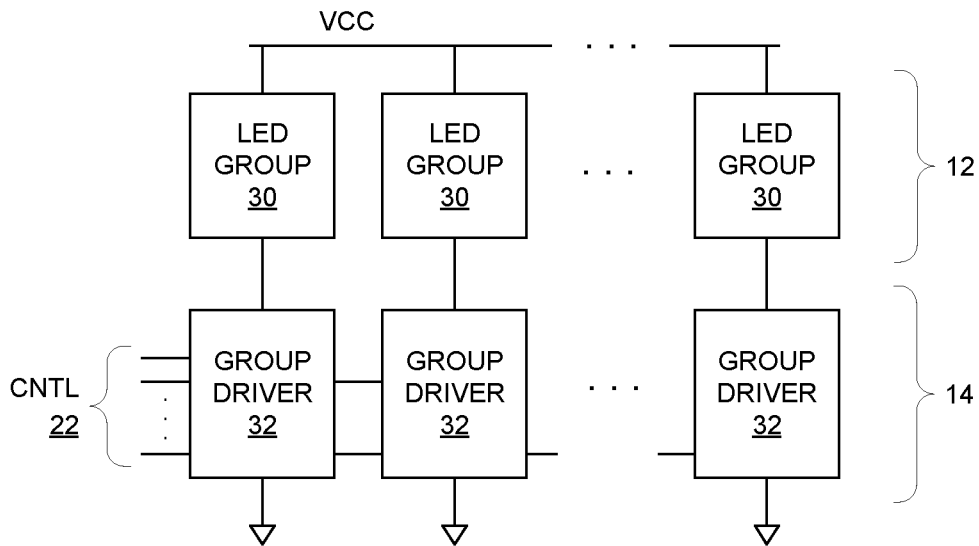 VCC
LED
GROUP
30
LED
GROUP
30
. . .
LED
GROUP
30
12
CNTL
22
GROUP
DRIVER
32
GROUP
DRIVER
32
. . .
GROUP
DRIVER
32
14